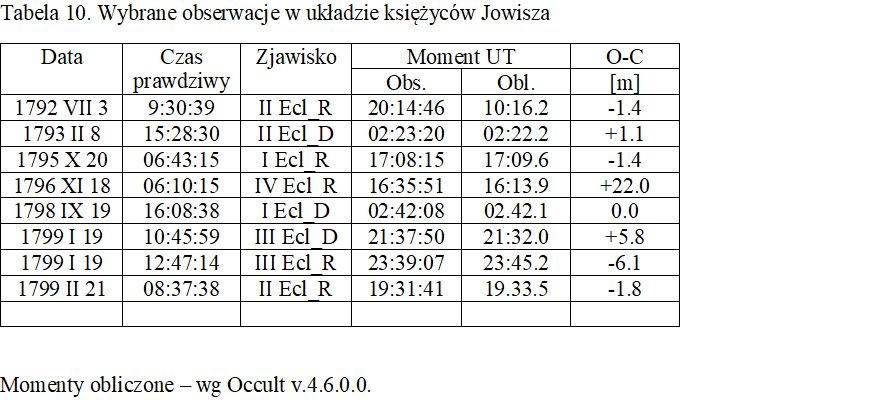 Tabela 10. Wybrane obserwacje w układzie księżyców Jowisza
Data Czas prawdziwy Zjawisko Moment UT O-C
Obs. Obl. [m]
1792 VII 3 9:30:39 II Ecl_R 20:14:46 10:16.2 -1.4
1793 II 8 15:28:30 II Ecl_D 02:23:20 02:22.2 +1.1
1795 X 20 06:43:15 I Ecl_R 17:08:15 17:09.6 -1.4
1796 XI 18 06:10:15 IV Ecl_R 16:35:51 16:13.9 +22.0
1798 IX 19 16:08:38 I Ecl_D 02:42:08 02.42.1 0.0
1799 I 19 10:45:59 III Ecl_D 21:37:50 21:32.0 +5.8
1799 I 19 12:47:14 III Ecl_R 23:39:07 23:45.2 -6.1
1799 II 21 08:37:38 II Ecl_R 19:31:41 19.33.5 -1.8
Momenty obliczone – wg Occult v.4.6.0.0.